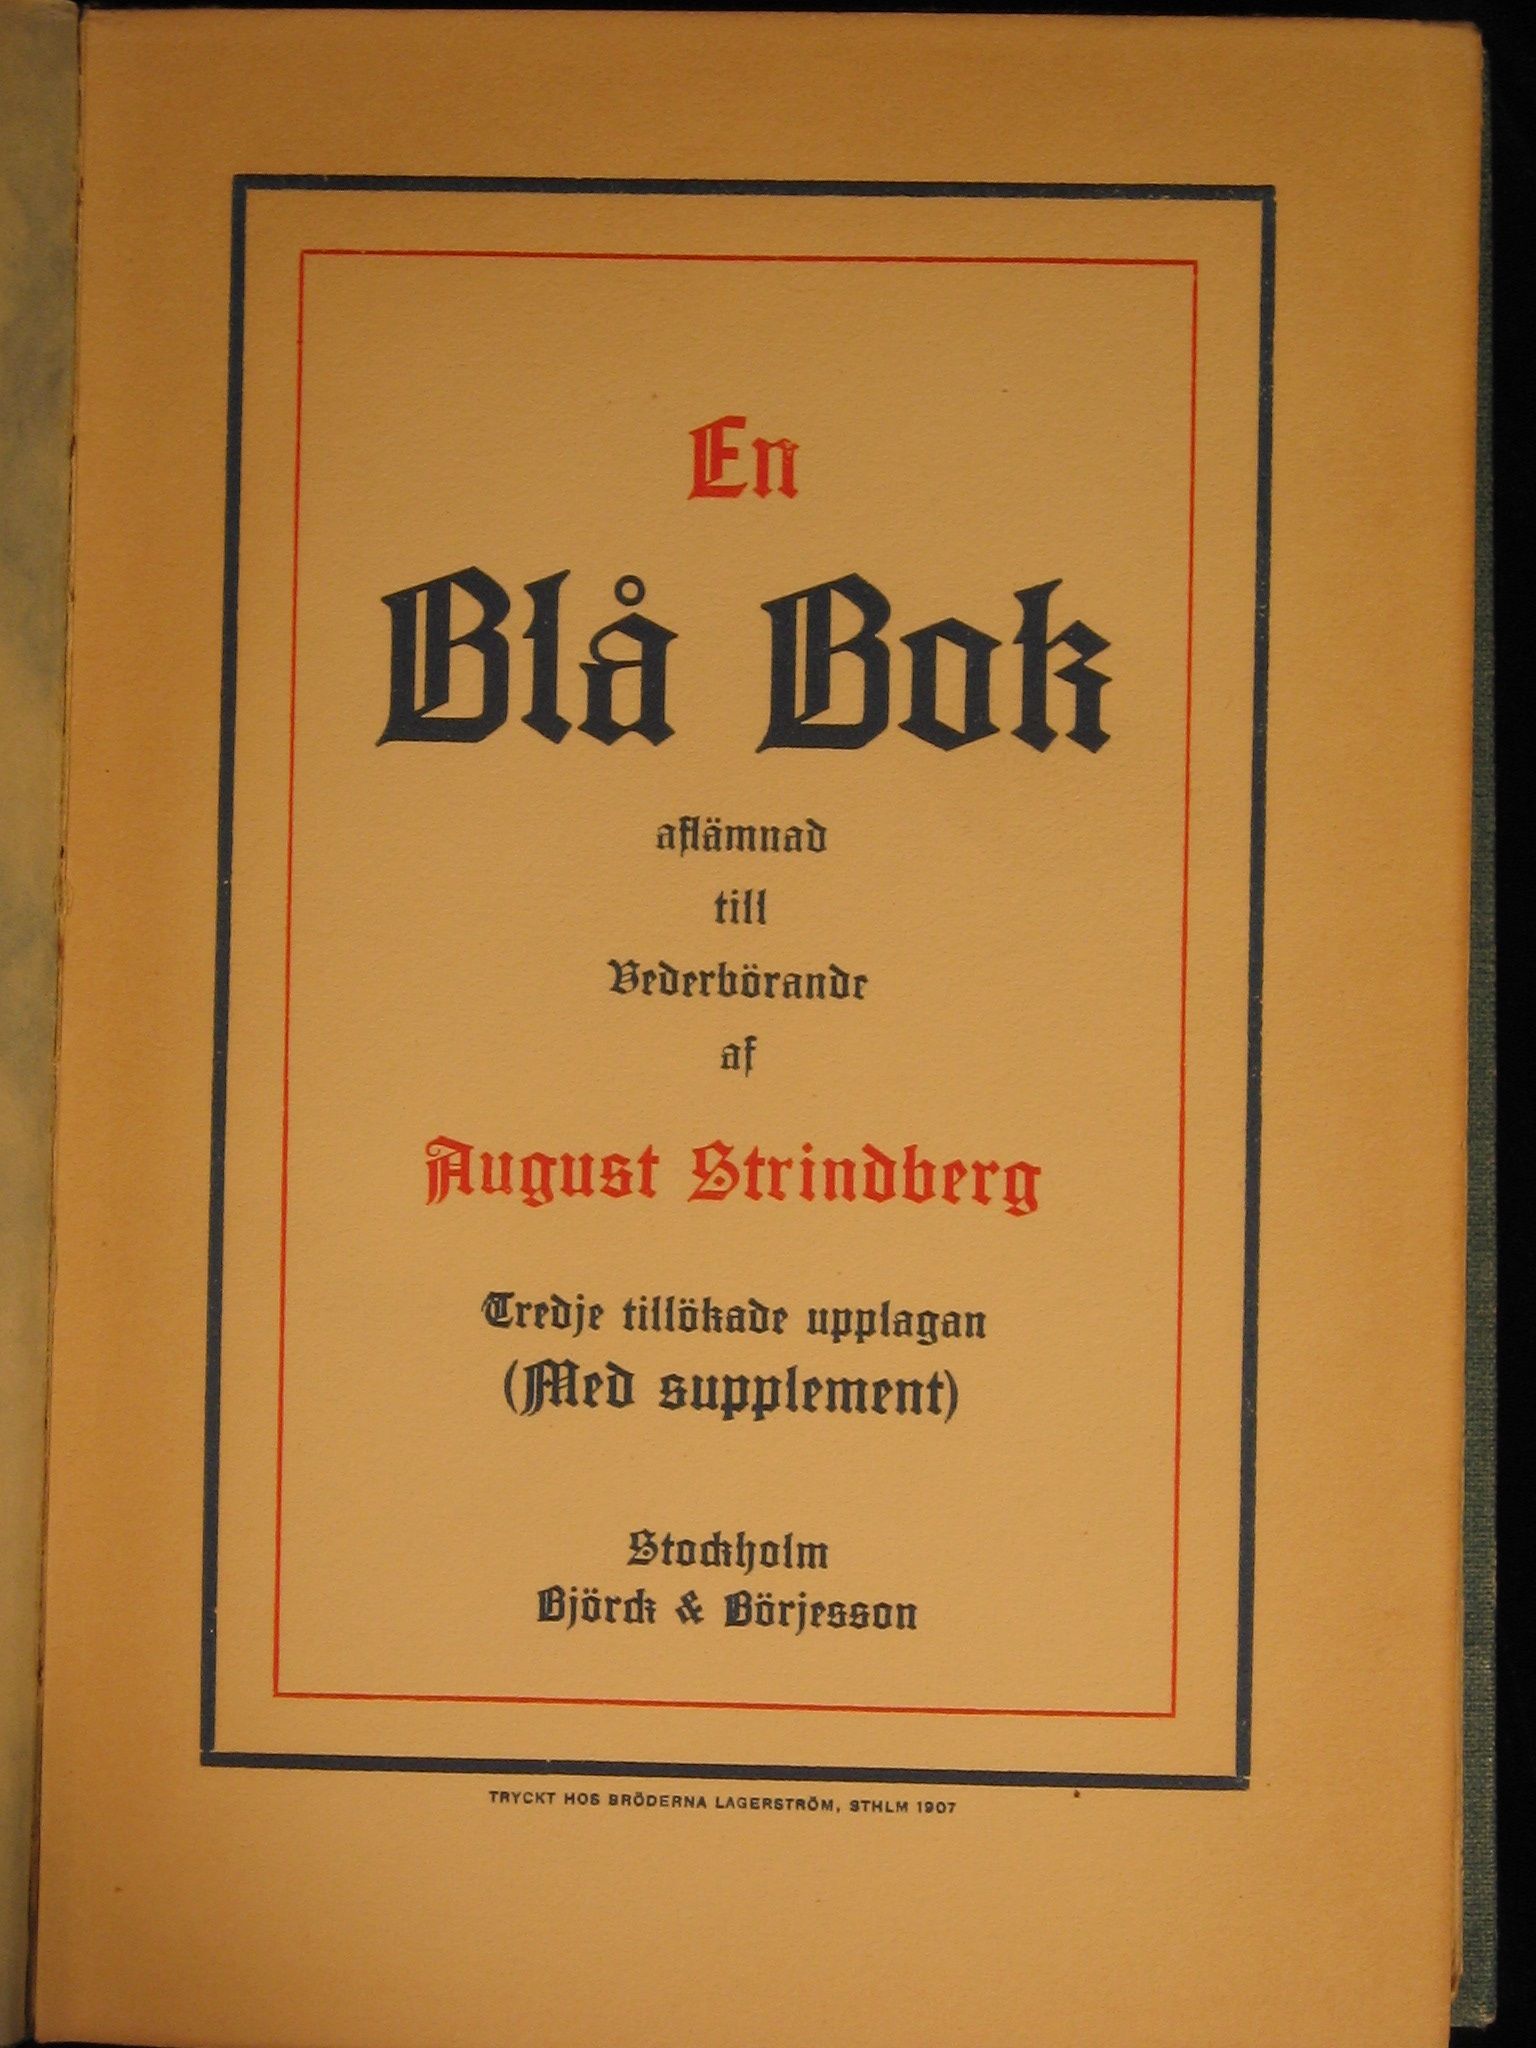 En
Blå Bok
aflämnad
till
Vederbörande
af
August Strindberg
Tredje tillökade upplagan
(Med supplement)
Stockholm
Björck & Börjesson
TRYCKT HOS BRÖDERNA LAGERSTRÖM, STHLM 1907